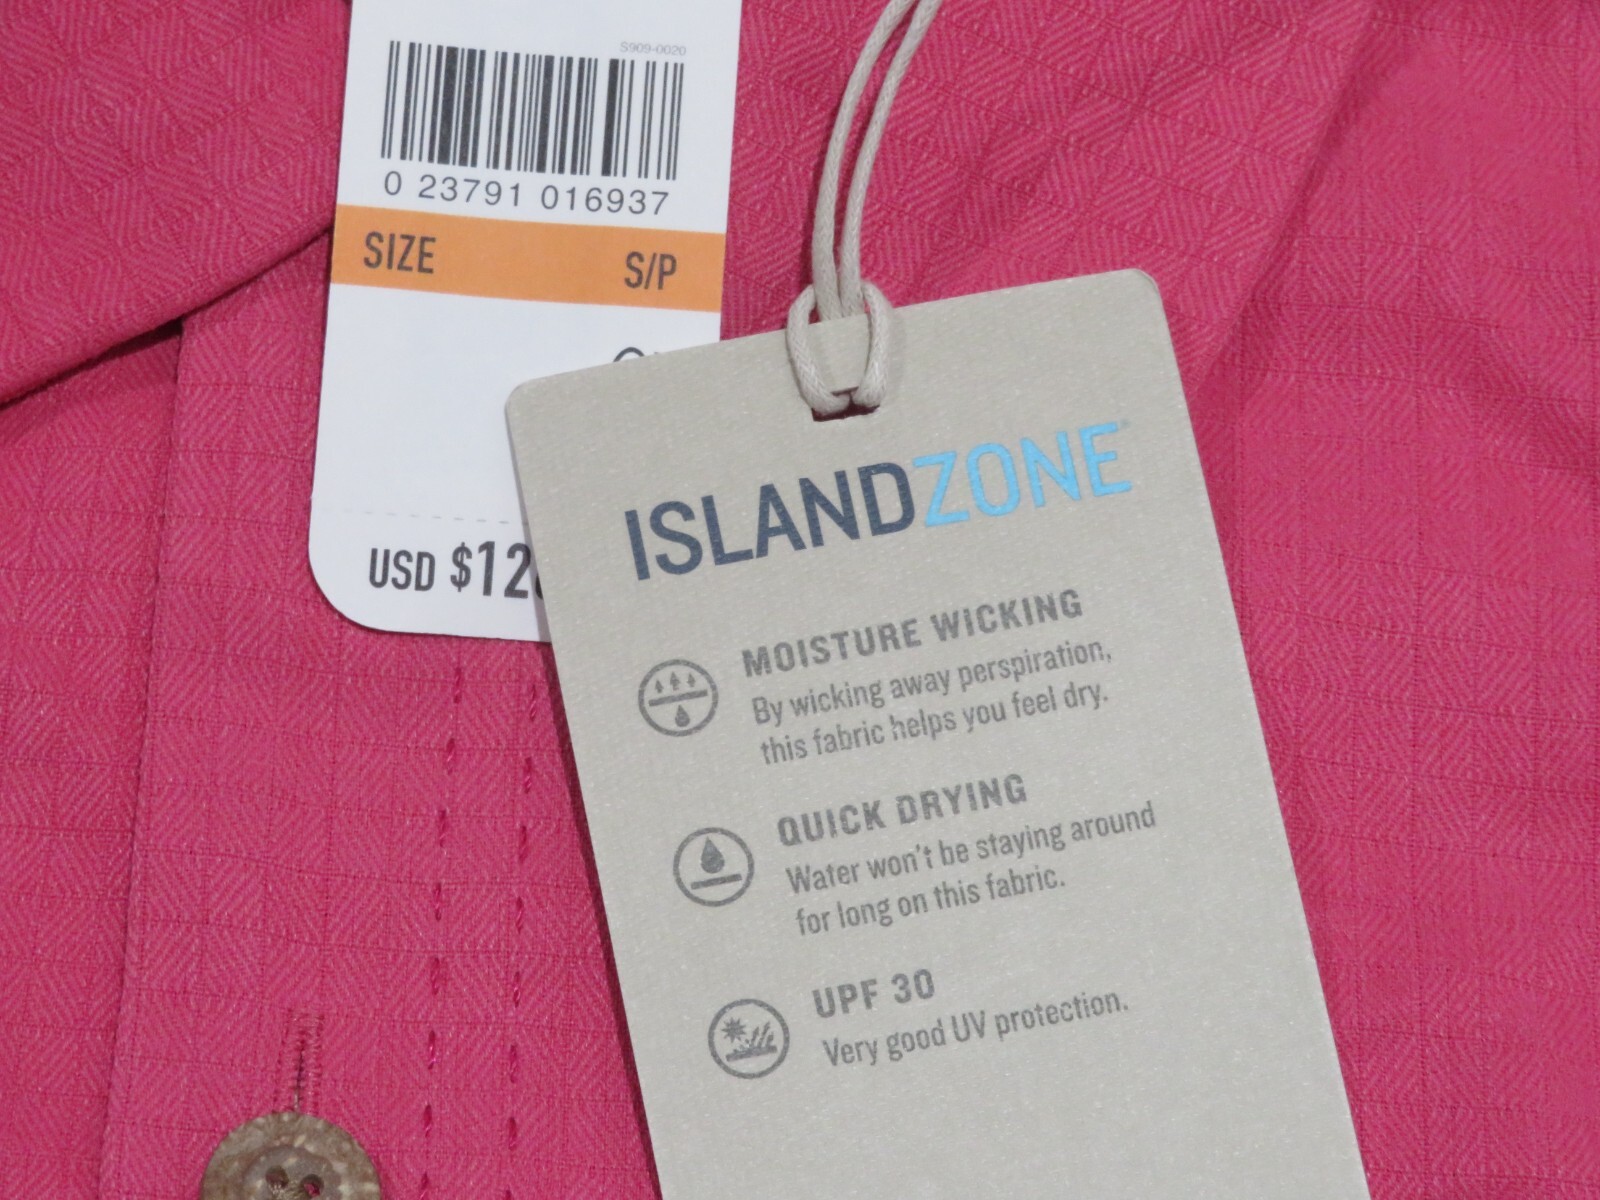 S909-0020
0 23791 016937
SIZE S/P
USD
ISLANDZONE
MOISTURE WICKING
By wicking away perspiration,
this fabric helps you feel dry.
QUICK DRYING
Water won't be staying around
for long on this fabric.
UPF 30
Very good UV protection.